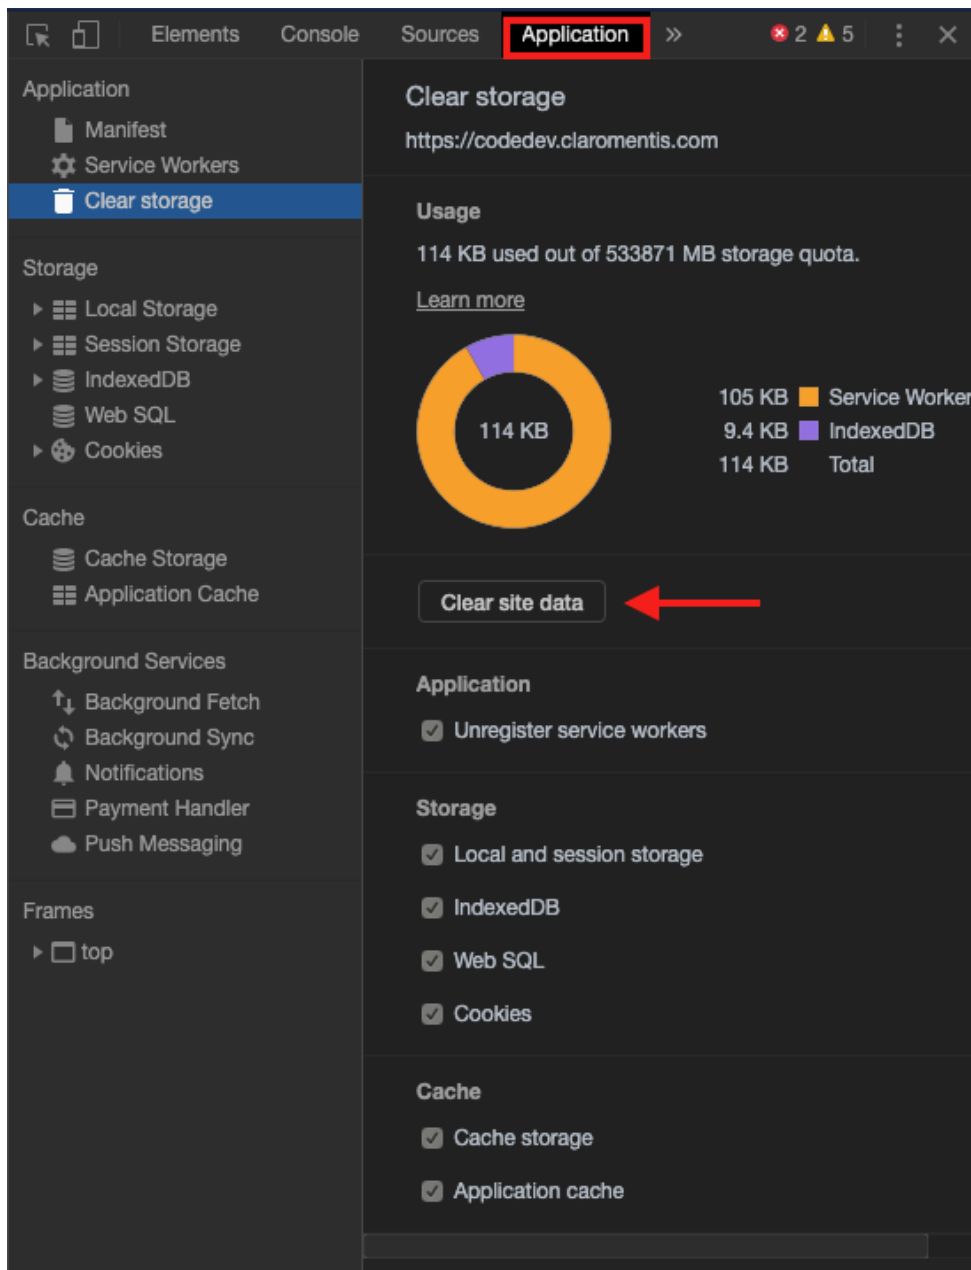 Elements Console Sources Application » 2 5
Application
Manifest
Service Workers
Clear storage
Storage
Local Storage
Session Storage
IndexedDB
Web SQL
Cookies
Cache
Cache Storage
Application Cache
Background Services
Background Fetch
Background Sync
Notifications
Payment Handler
Push Messaging
Frames
top
Clear storage
https://codedev.claromentis.com
Usage
114 KB used out of 533871 MB storage quota.
Learn more
114 KB
105 KB Service Worker
9.4 KB IndexedDB
114 KB Total
Clear site data
Application
Unregister service workers
Storage
Local and session storage
IndexedDB
Web SQL
Cookies
Cache
Cache storage
Application cache